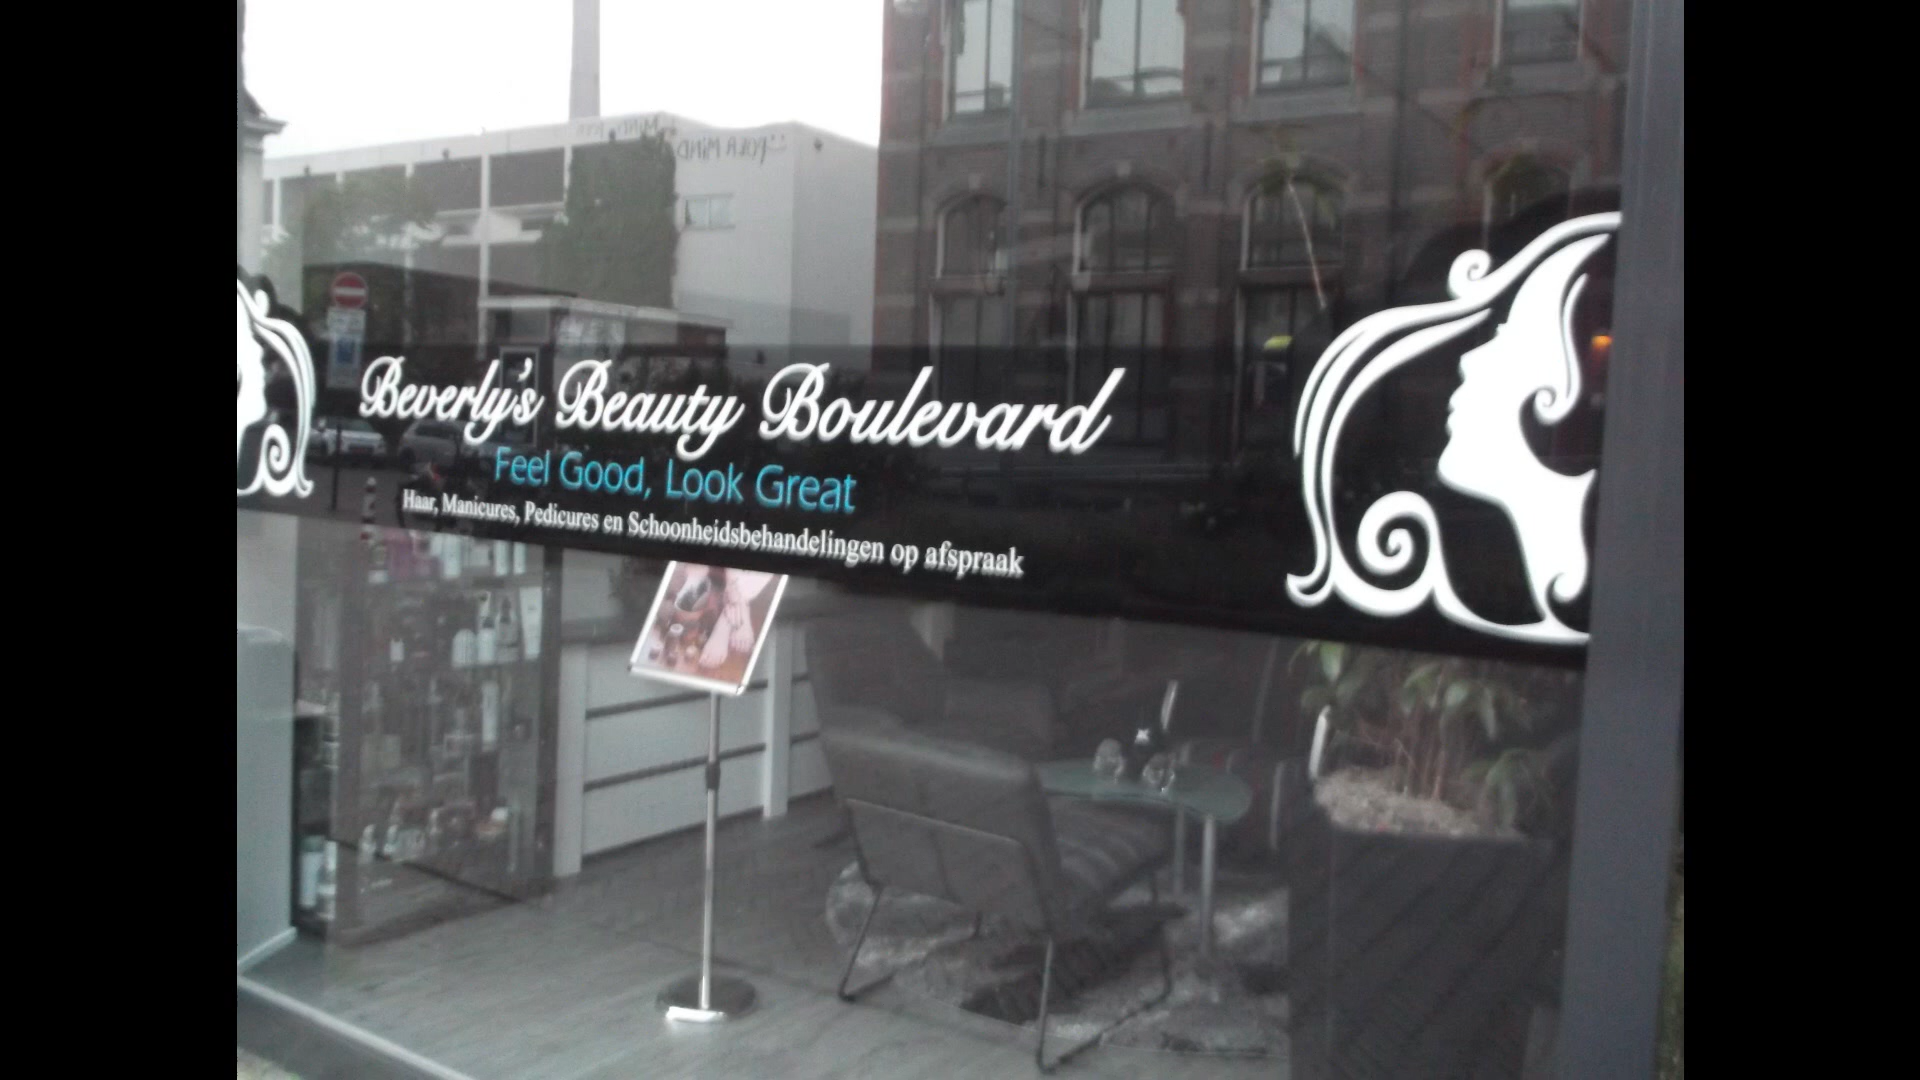 Beverly's Beauty Boulevard
Feel Good, Look Great
Haar, Manicures, Pedicures en Schoonheidsbehandelingen op afspraak